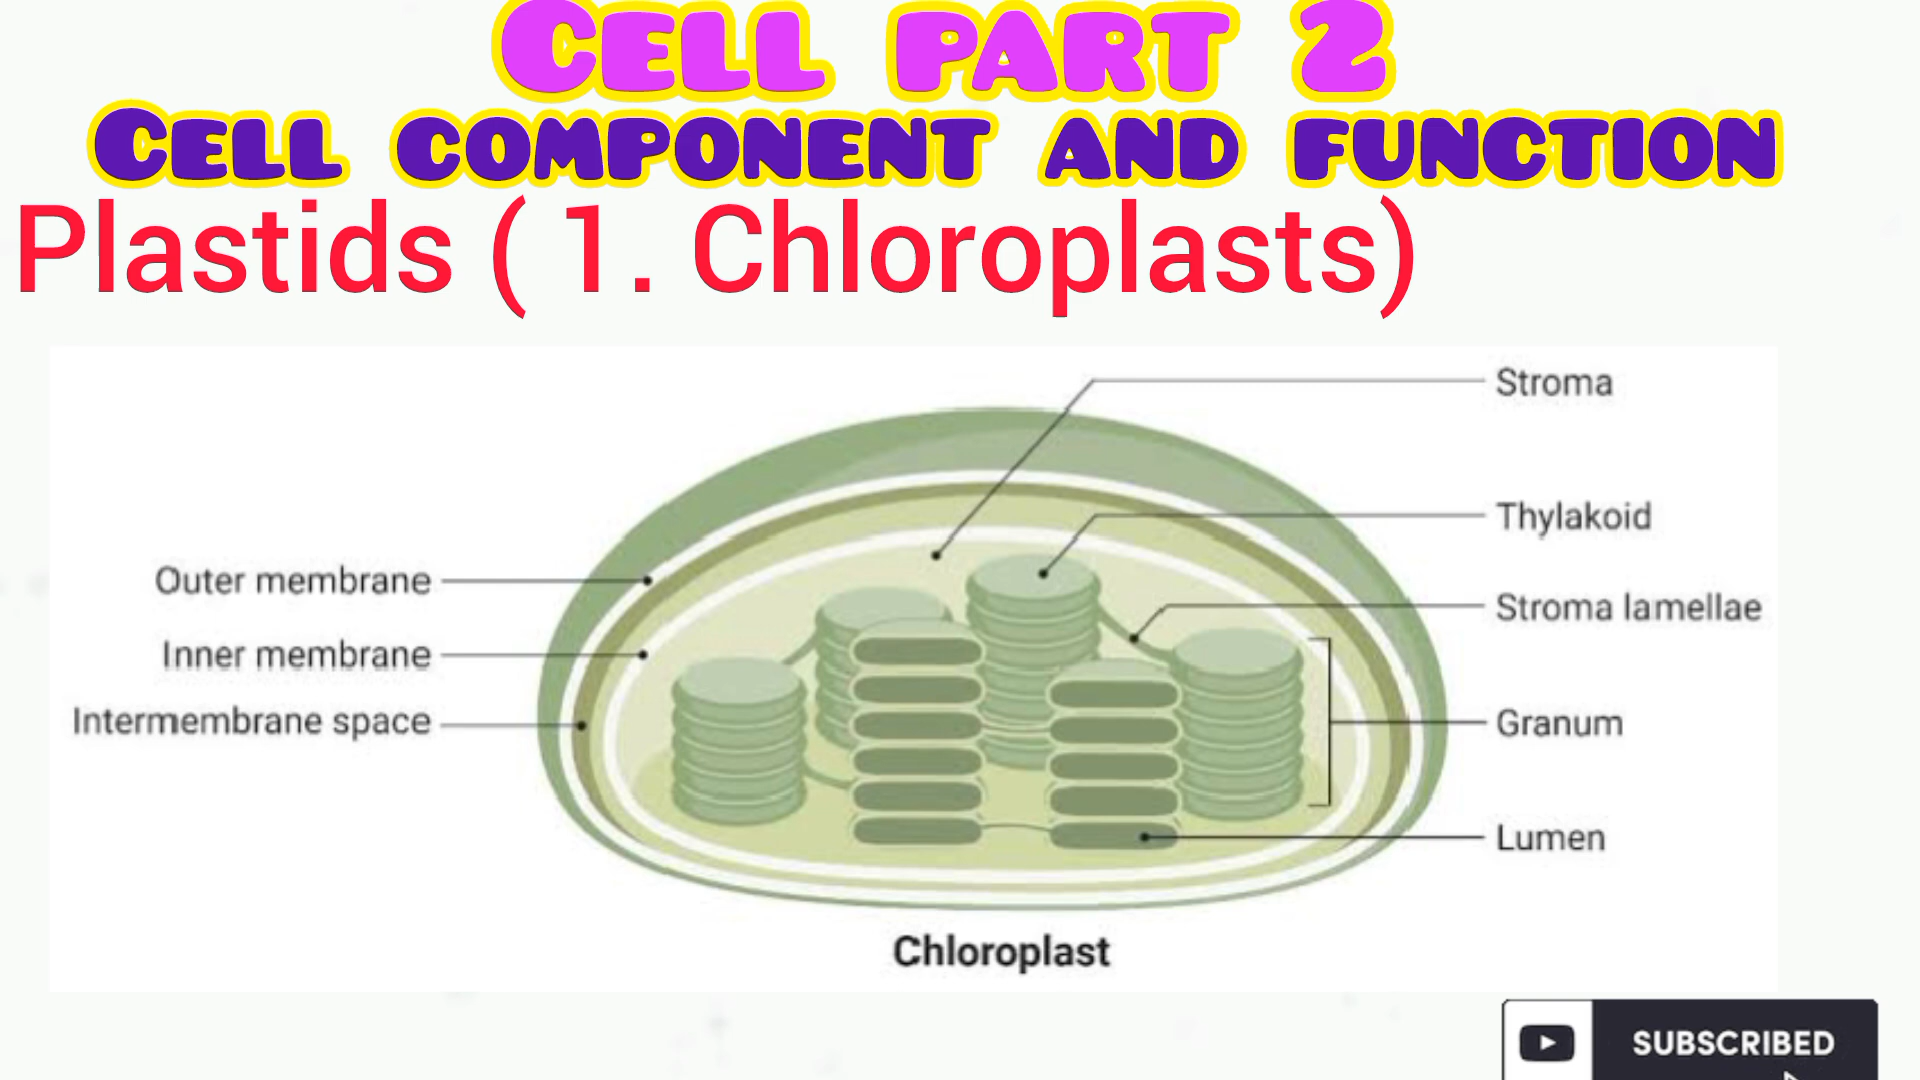 CELL PART 2
CELL COMPONENT AND FUNCTION
Plastids ( 1. Chloroplasts)
Stroma
Thylakoid
Outer membrane
Stroma lamellae
Inner membrane
Intermembrane space
Granum
Lumen
Chloroplast
SUBSCRIBED